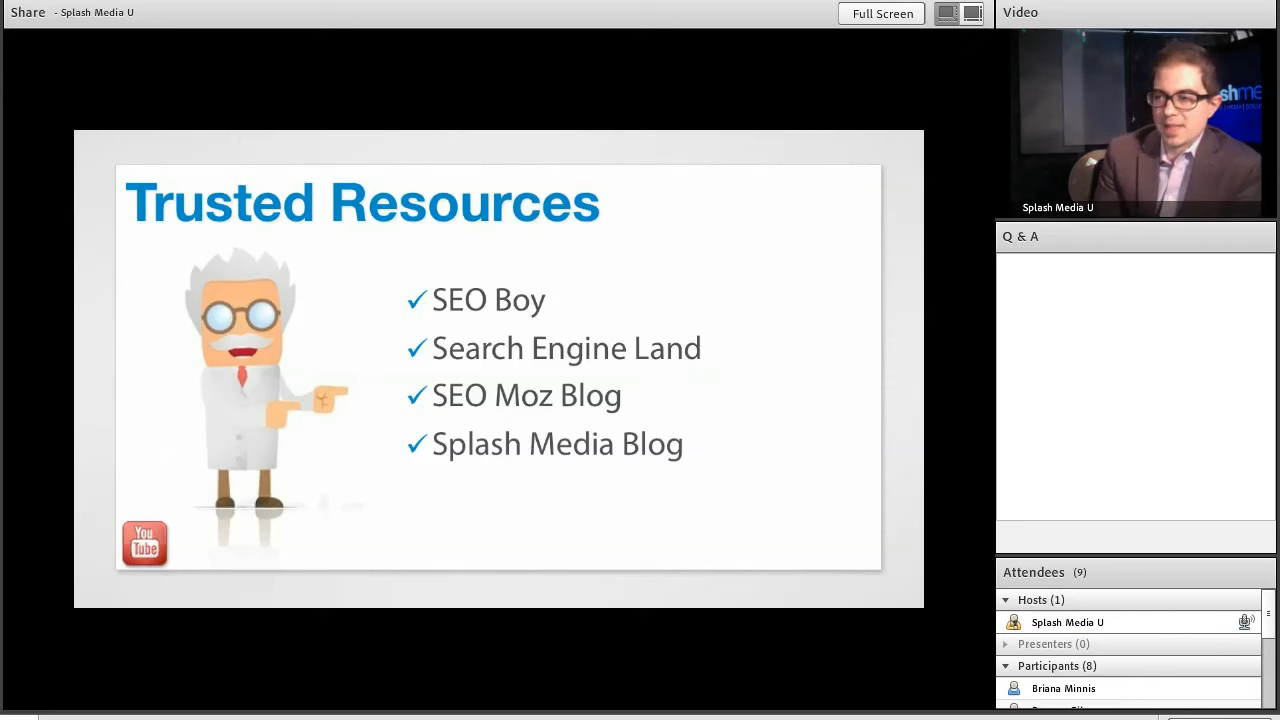 Share - Splash Media U
Full Screen
Video
shme
Splash Media U
Trusted Resources
✓ SEO Boy
✓ Search Engine Land
✓ SEO Moz Blog
✓ Splash Media Blog
You
Tube
Q & A
Attendees (9)
Hosts (1)
Splash Media U
Presenters (0)
Participants (8)
Briana Minnis